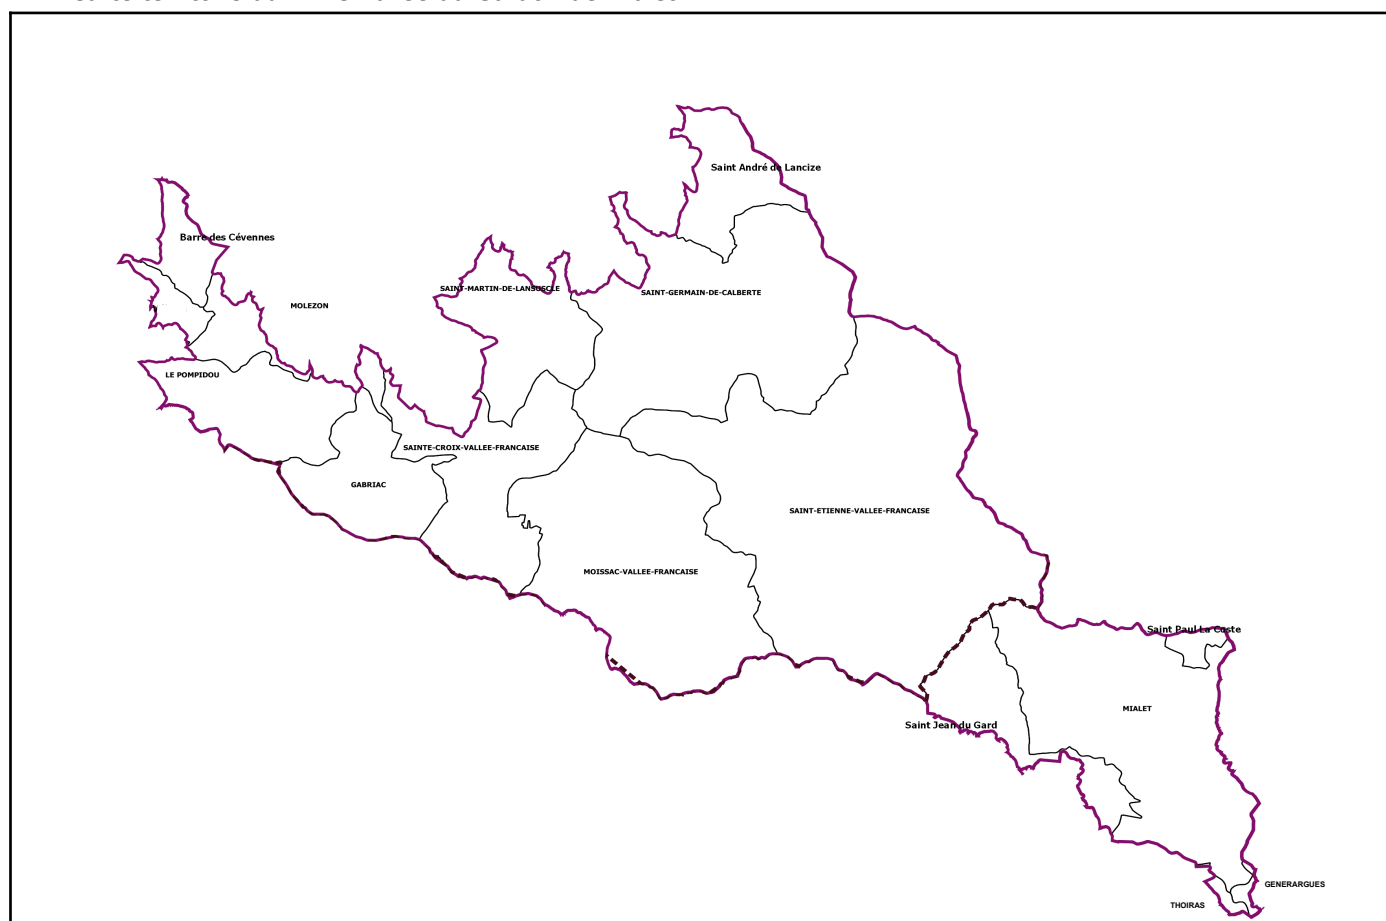 Saint André de Lancize
Barre des Cévennes
SAINT-MARTIN-DE-LANSUSCLE
SAINT-GERMAIN-DE-CALBERTE
MOLEZON
LE POMPIDOU
SAINTE-CROIX-VALLEE-FRANCAISE
GABRIAC
SAINT-ETIENNE-VALLEE-FRANCAISE
MOISSAC-VALLEE-FRANCAISE
Saint Paul La Coste
MIALET
Saint Jean du Gard
GENERARGUES
THOIRAS